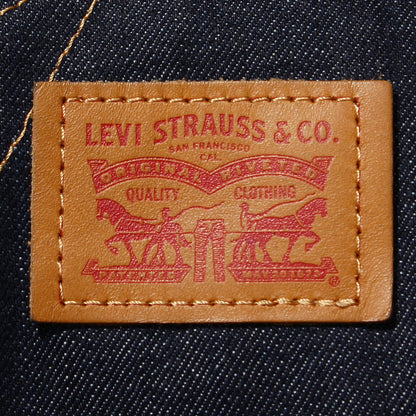 LEVI STRAUSS & CO.
SAN FRANCISCO
CAL.
ORIGINAL RIVETED
QUALITY CLOTHING
®